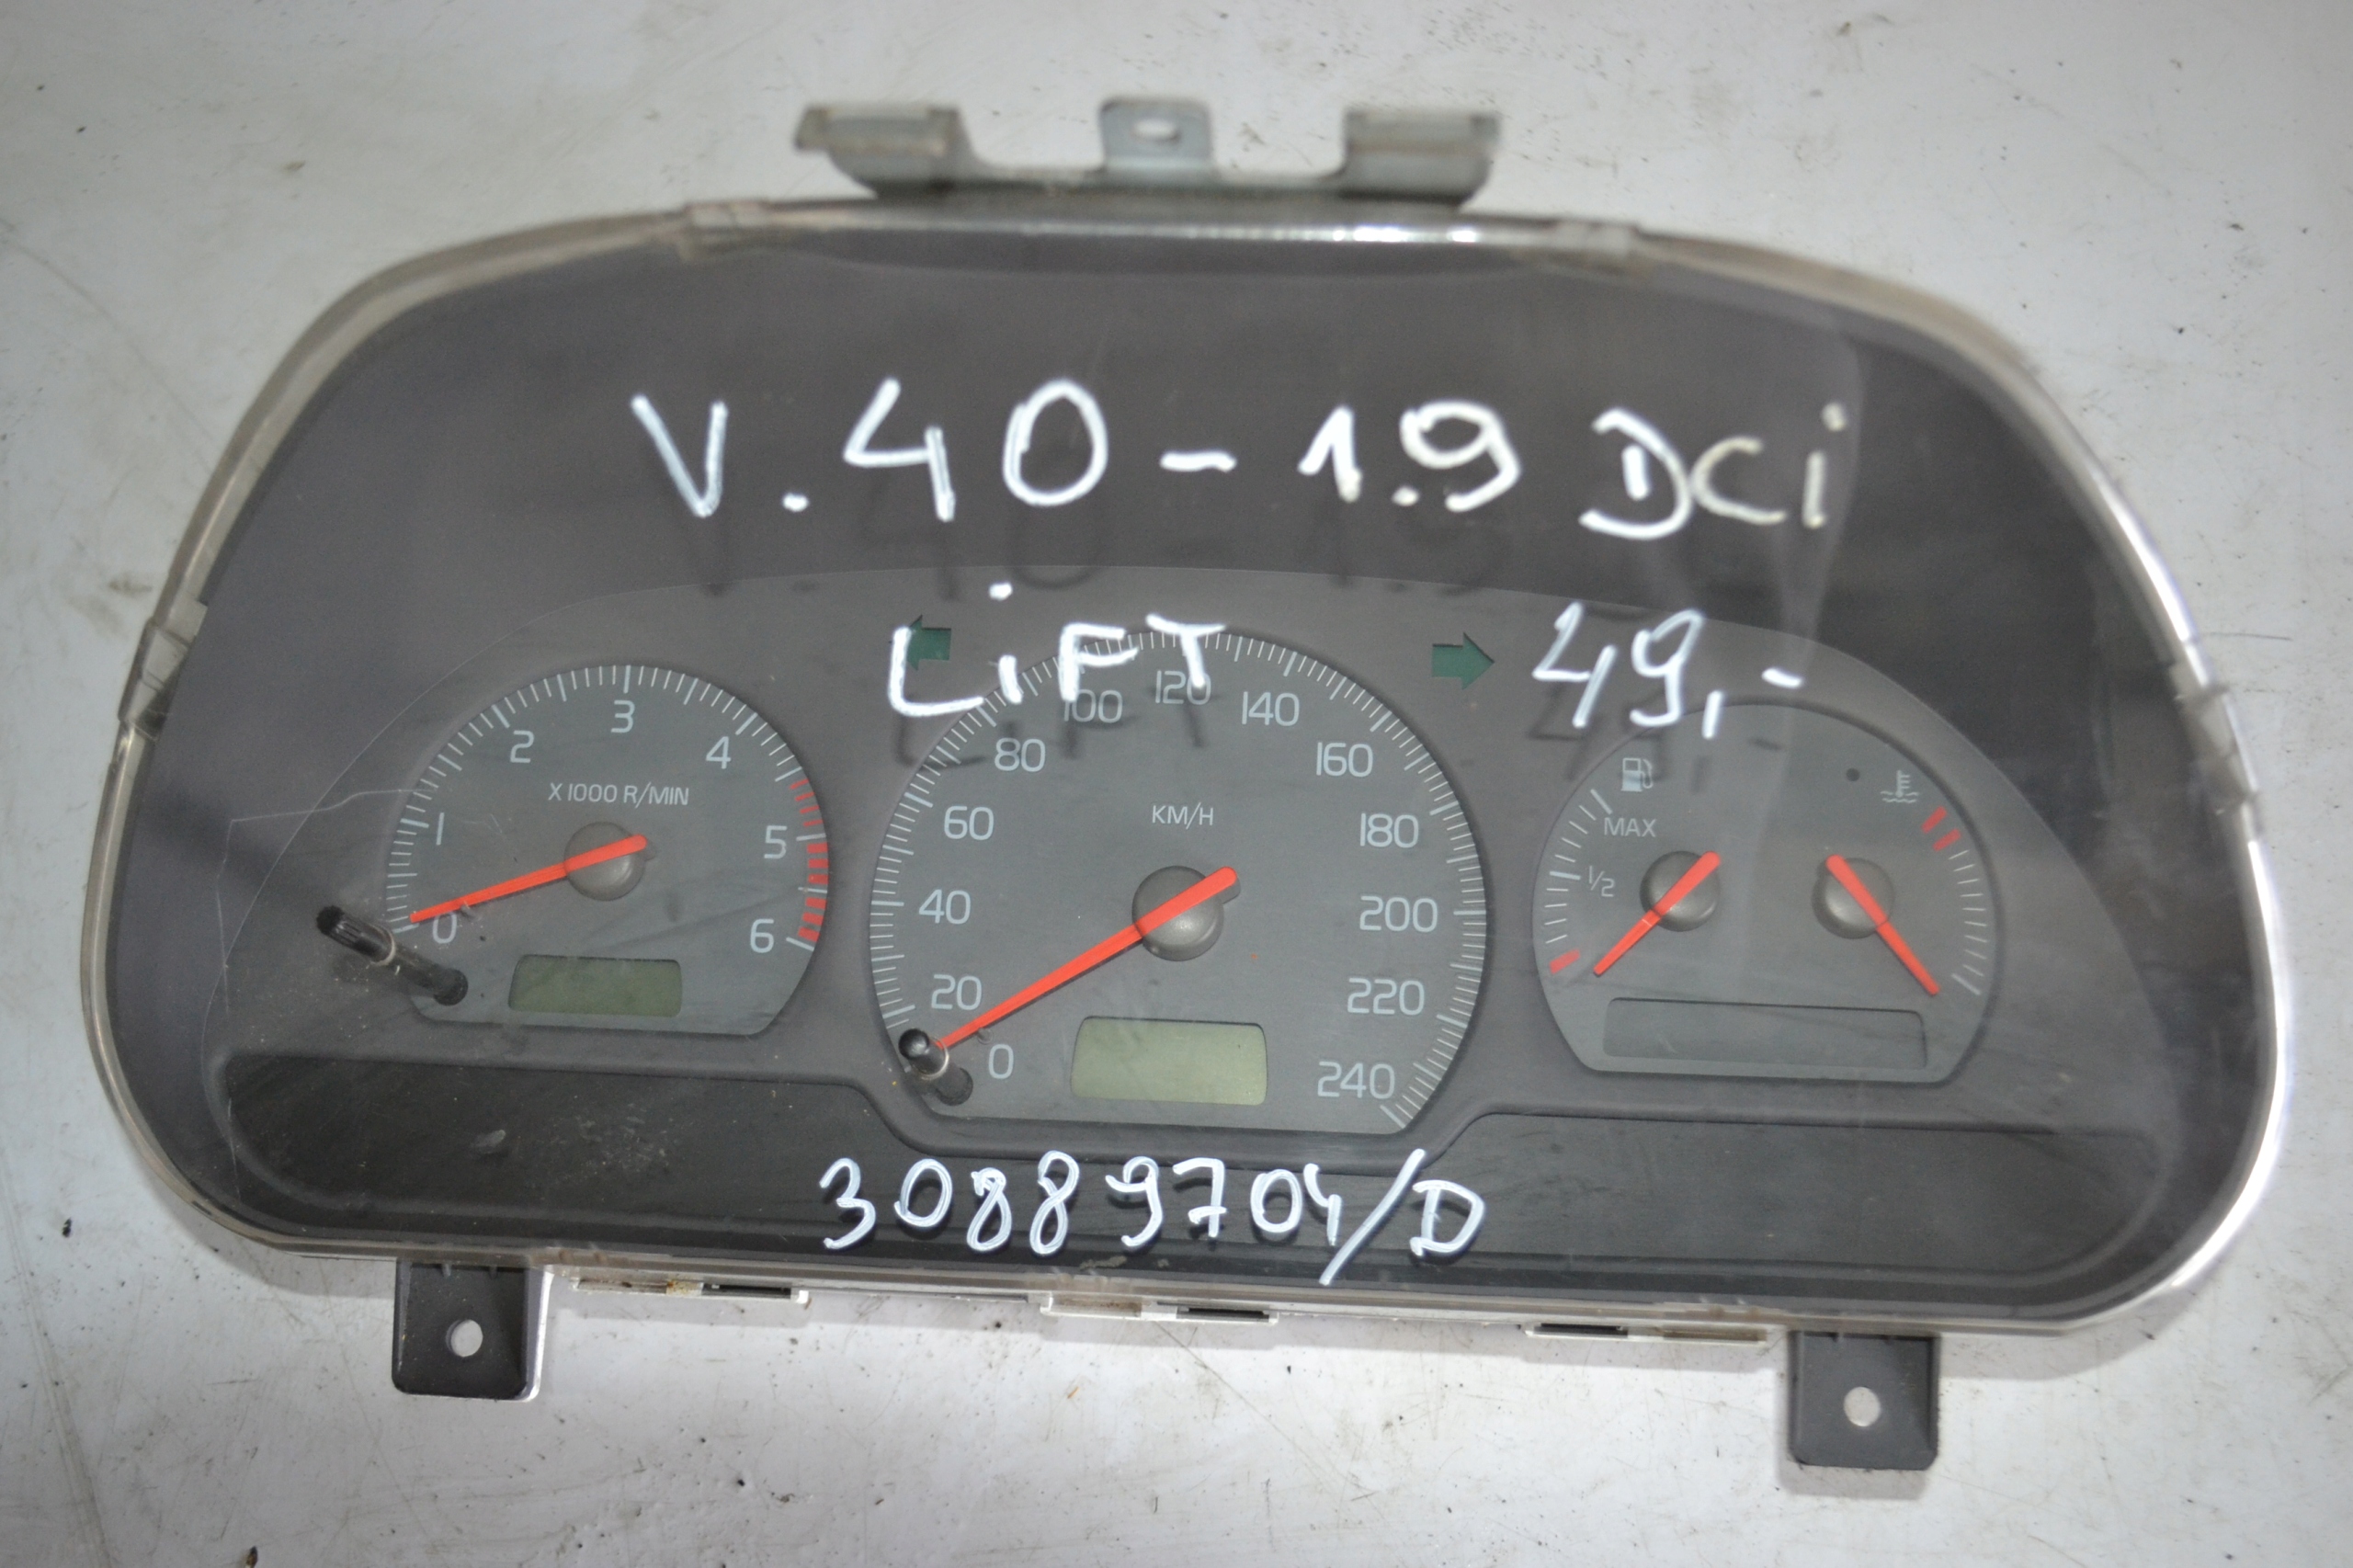 V.40-1.9 DCi
LiFT 49,-
3
2 4
X1000 R/MIN
1 5
0 6
120
100 140
80 160
KM/H
60 180
40 200
20 220
0 240
MAX
1/2
30889704/D